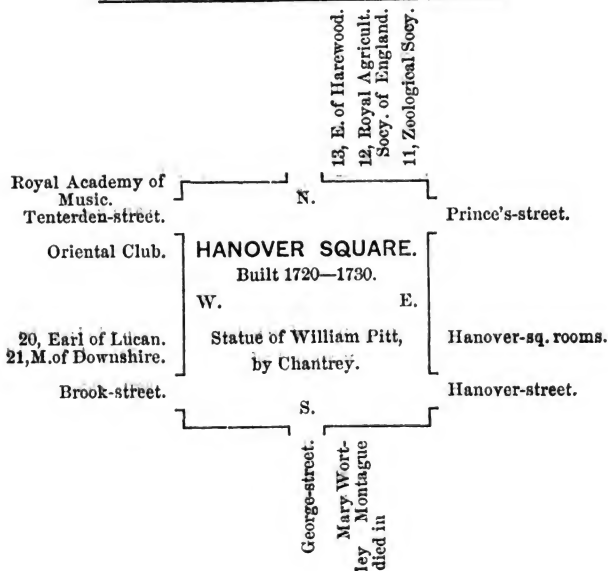 13, E. of Harewood.
12, Royal Agricult.
Socy. of England.
11, Zoological Socy.
Royal Academy of
Music.
Tenterden-street.
N.
Prince's-street.
Oriental Club.
HANOVER SQUARE.
Built 1720—1730.
W.
E.
20, Earl of Lucan.
21, M. of Downshire.
Statue of William Pitt,
by Chantrey.
Hanover-sq. rooms.
Brook-street.
Hanover-street.
S.
George-street.
Mary Wort-
ley Montague
died in